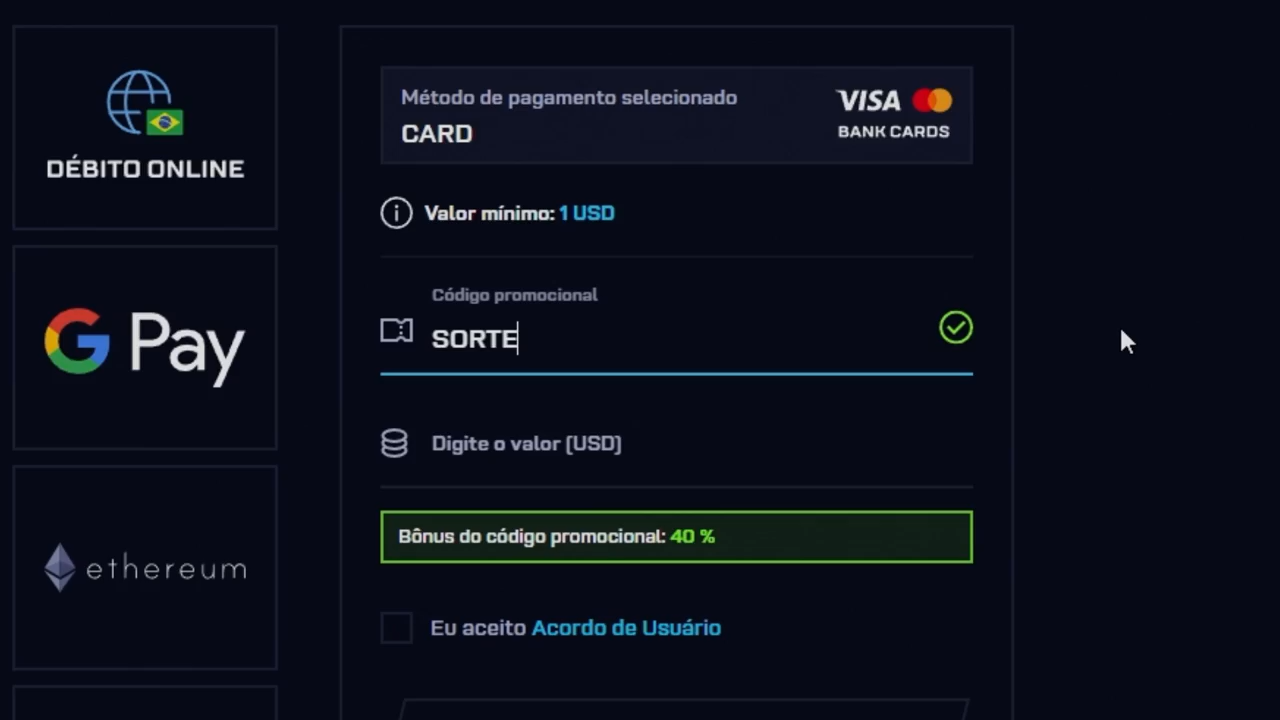 DÉBITO ONLINE
G Pay
ethereum
Método de pagamento selecionado
CARD
VISA
BANK CARDS
Valor mínimo: 1 USD
Código promocional
SORTE
Digite o valor (USD)
Bônus do código promocional: 40 %
Eu aceito Acordo de Usuário